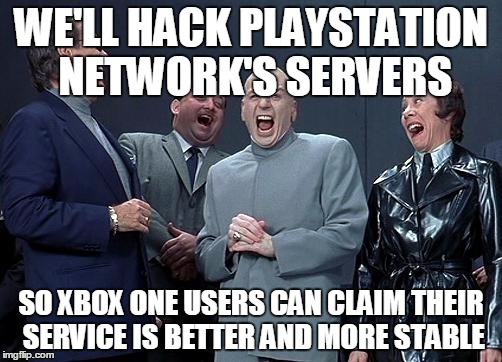 WE'LL HACK PLAYSTATION
NETWORK'S SERVERS
SO XBOX ONE USERS CAN CLAIM THEIR
SERVICE IS BETTER AND MORE STABLE
imgflip.com